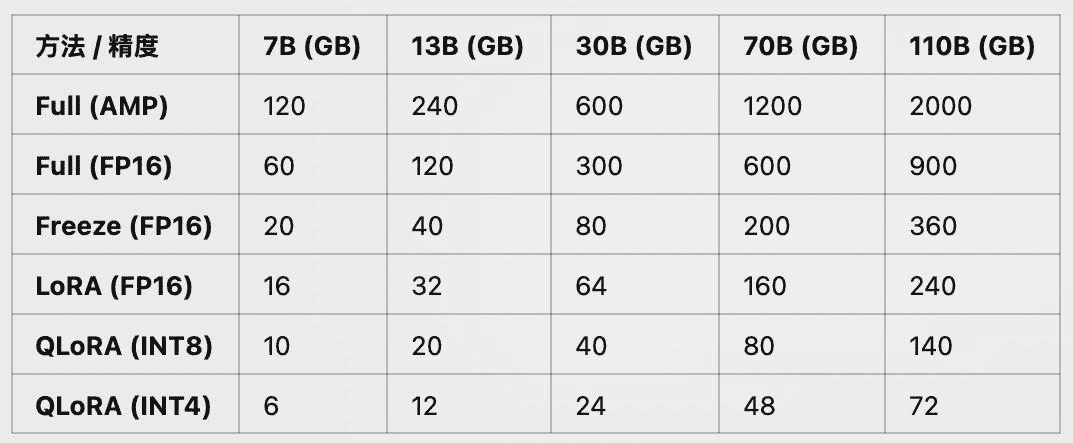 方法 / 精度 7B (GB) 13B (GB) 30B (GB) 70B (GB) 110B (GB)
Full (AMP) 120 240 600 1200 2000
Full (FP16) 60 120 300 600 900
Freeze (FP16) 20 40 80 200 360
LoRA (FP16) 16 32 64 160 240
QLoRA (INT8) 10 20 40 80 140
QLoRA (INT4) 6 12 24 48 72